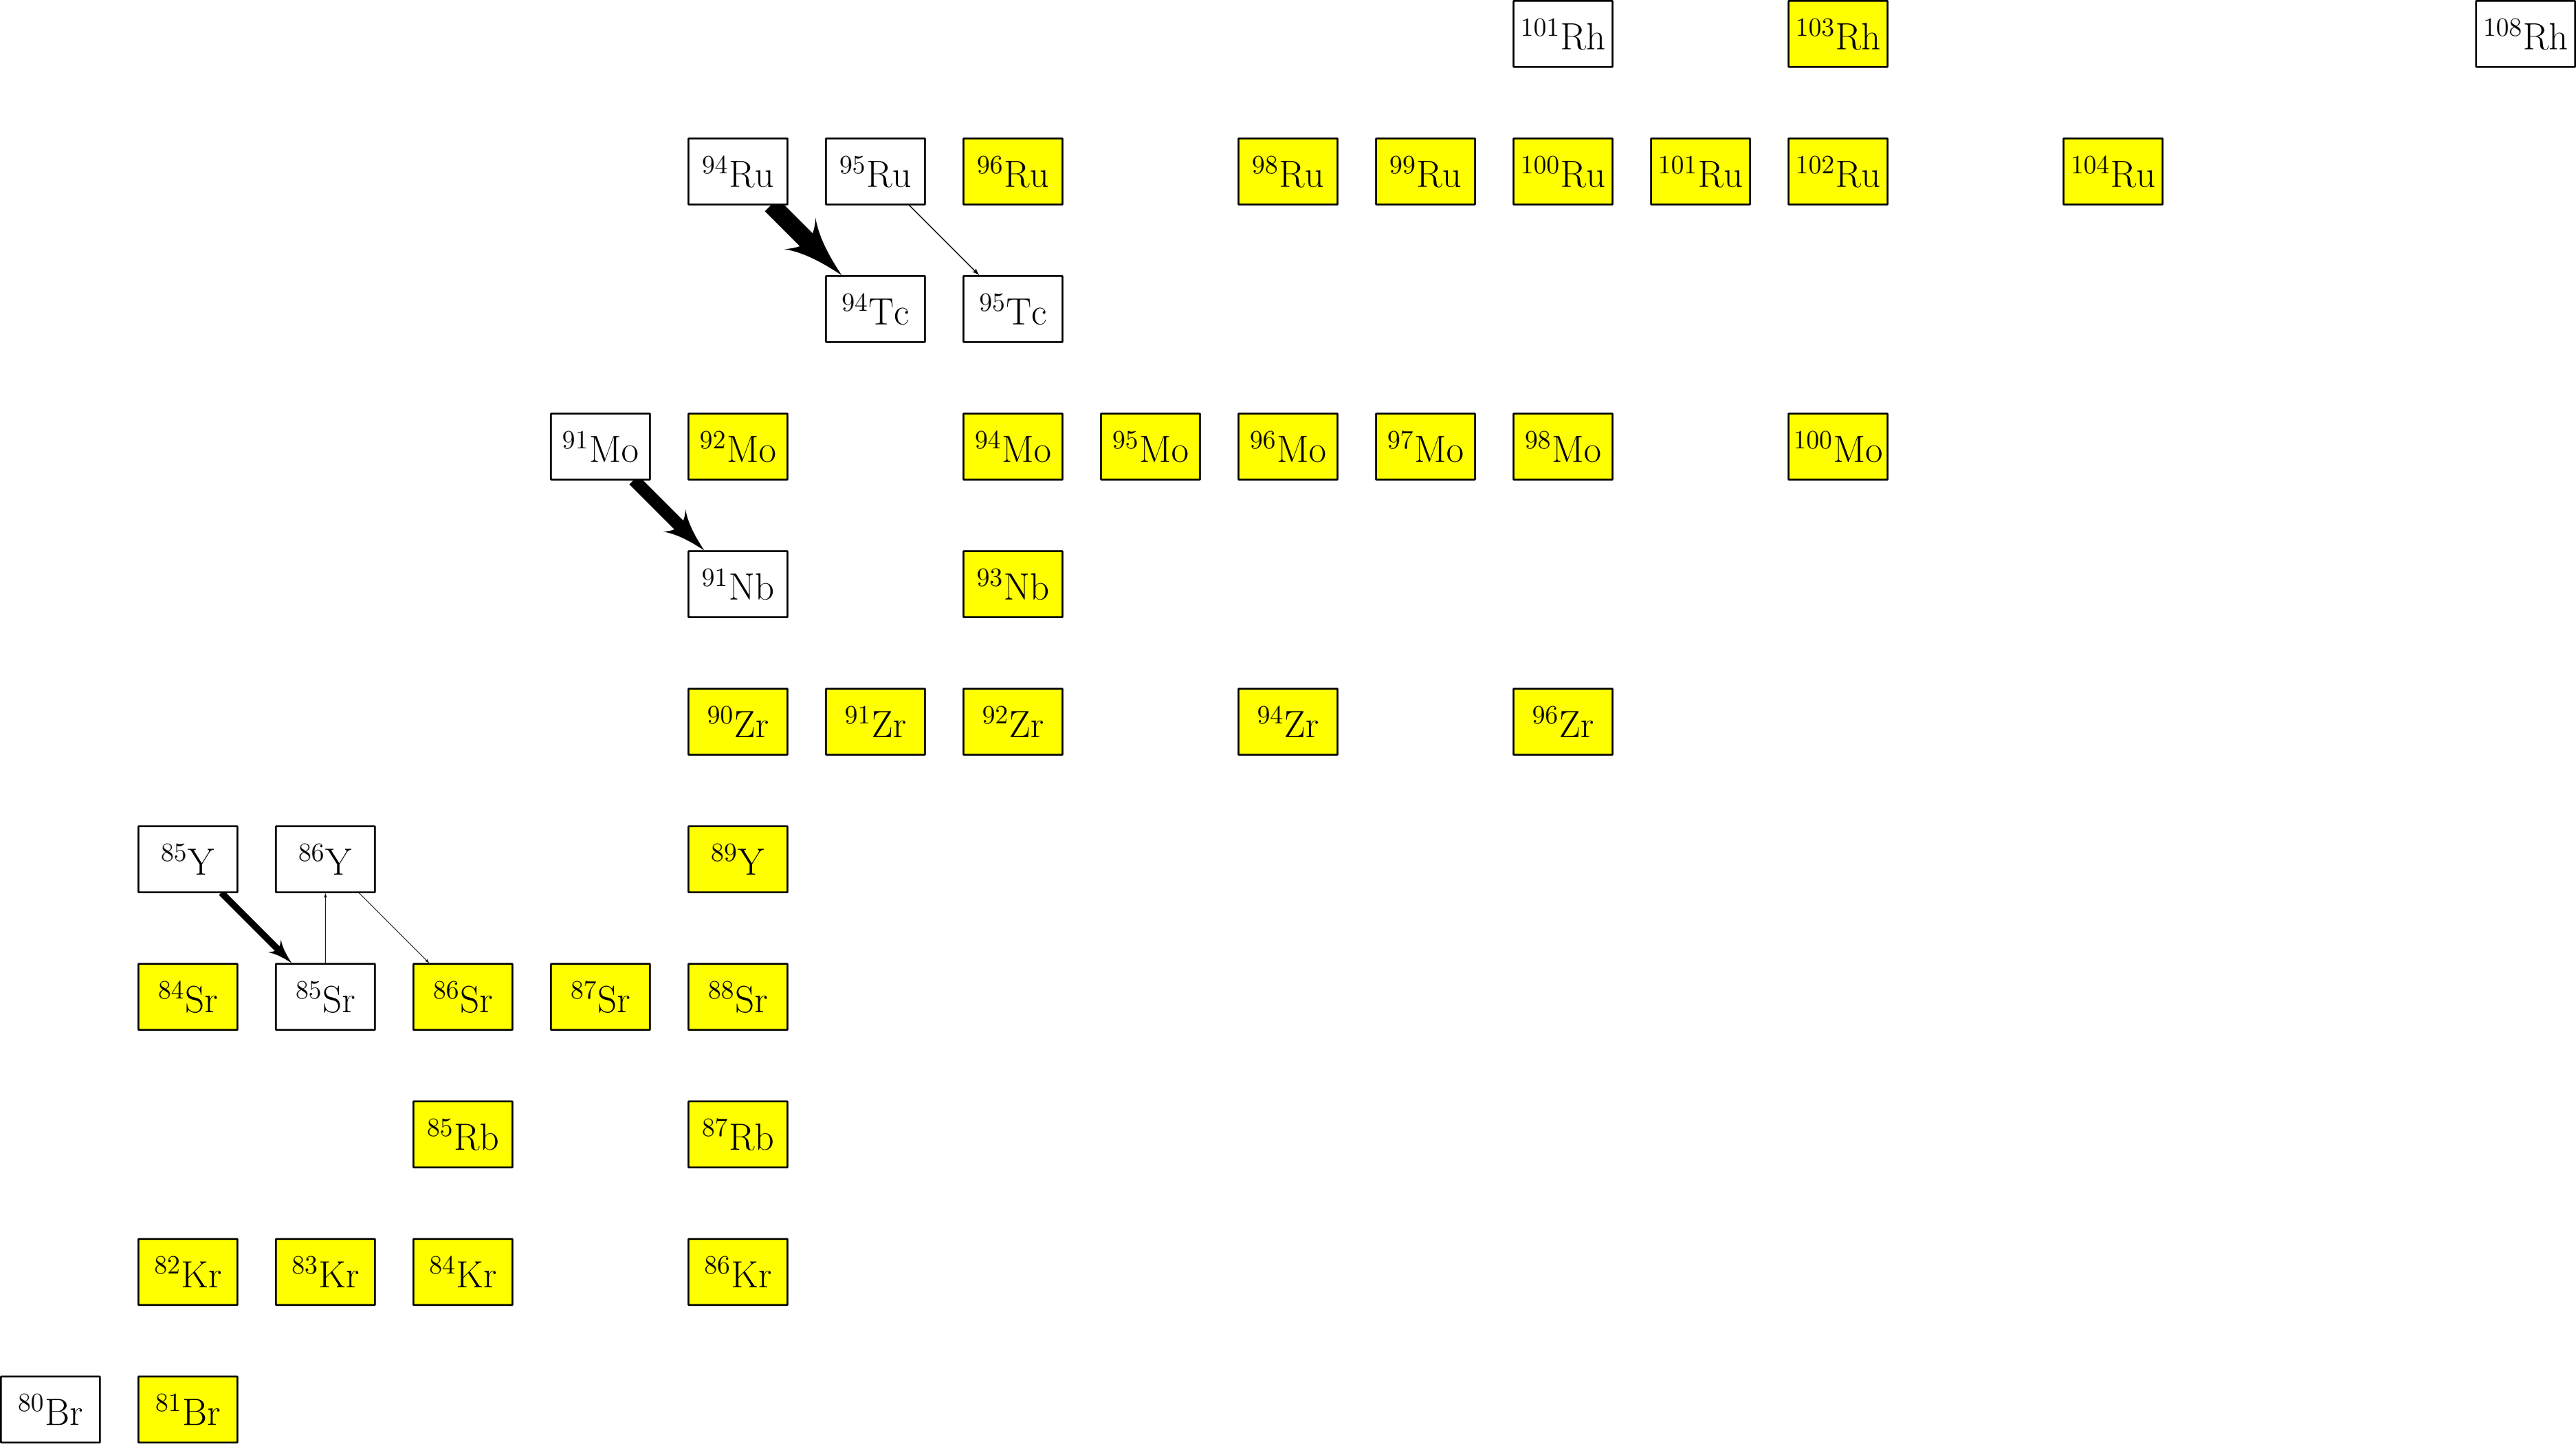 ¹⁰¹Rh ¹⁰³Rh ¹⁰⁸Rh
⁹⁴Ru ⁹⁵Ru ⁹⁶Ru ⁹⁸Ru ⁹⁹Ru ¹⁰⁰Ru ¹⁰¹Ru ¹⁰²Ru ¹⁰⁴Ru
⁹⁴Tc ⁹⁵Tc
⁹¹Mo ⁹²Mo ⁹⁴Mo ⁹⁵Mo ⁹⁶Mo ⁹⁷Mo ⁹⁸Mo ¹⁰⁰Mo
⁹¹Nb ⁹³Nb
⁹⁰Zr ⁹¹Zr ⁹²Zr ⁹⁴Zr ⁹⁶Zr
⁸⁵Y ⁸⁶Y ⁸⁹Y
⁸⁴Sr ⁸⁵Sr ⁸⁶Sr ⁸⁷Sr ⁸⁸Sr
⁸⁵Rb ⁸⁷Rb
⁸²Kr ⁸³Kr ⁸⁴Kr ⁸⁶Kr
⁸⁰Br ⁸¹Br